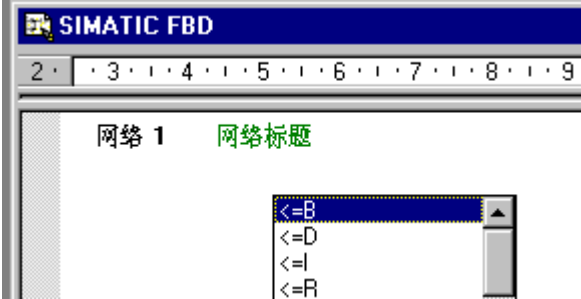 SIMATIC FBD
2 · · 3 · ı · 4 · ı · 5 · ı · 6 · ı · 7 · ı · 8 · ı · 9
网络 1 网络标题
<=B
<=D
<=I
<=R